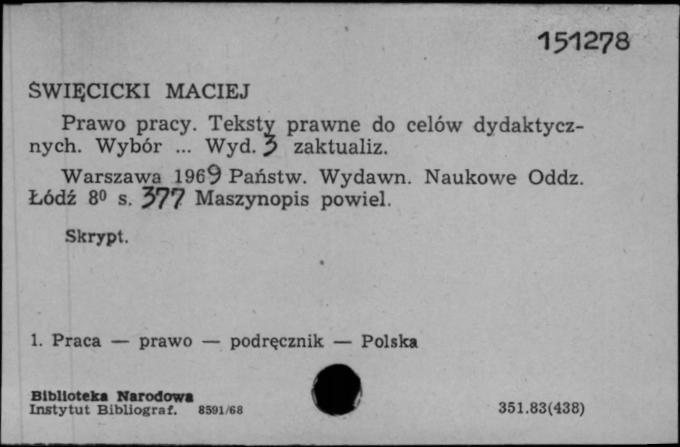 151278
ŚWIĘCICKI MACIEJ
Prawo pracy. Teksty prawne do celów dydaktycz-
nych. Wybór ... Wyd. 3 zaktualiz.
Warszawa 1969 Państw. Wydawn. Naukowe Oddz.
Łódź 8⁰ s. 377 Maszynopis powiel.
Skrypt.
1. Praca — prawo — podręcznik — Polska
Biblioteka Narodowa
Instytut Bibliograf. 8591/68
351.83(438)